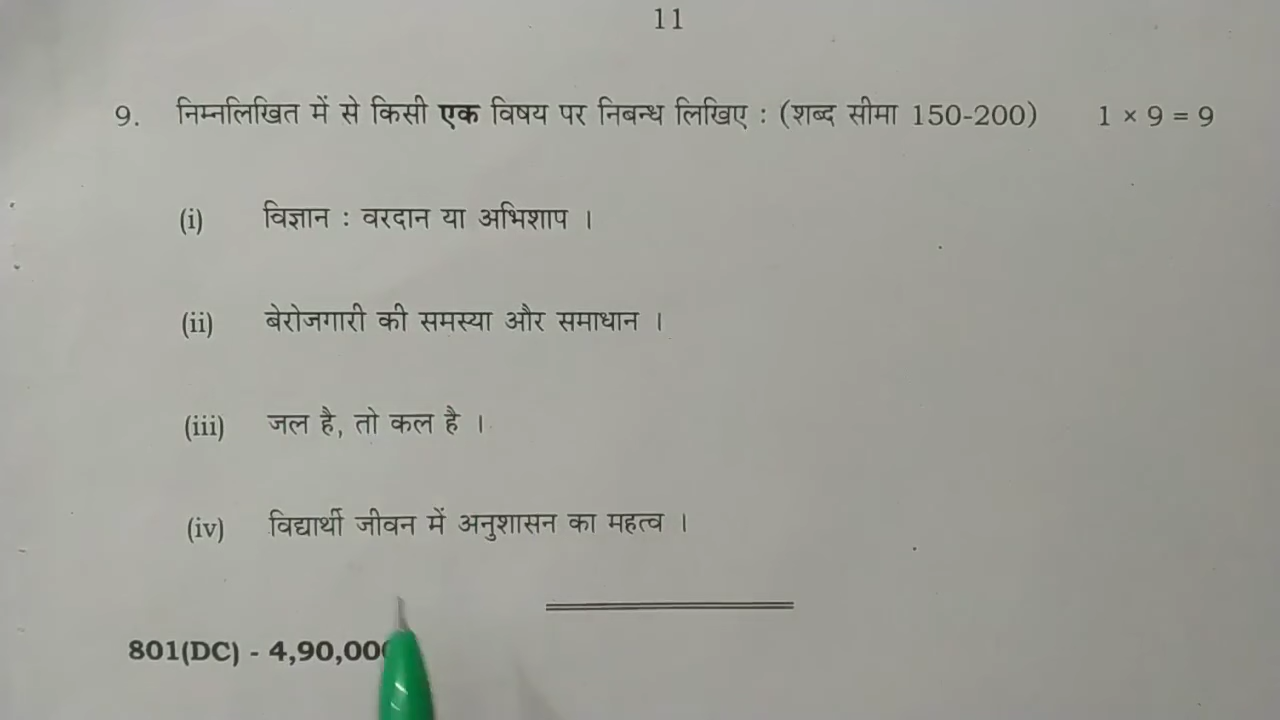 11
9. निम्नलिखित में से किसी एक विषय पर निबन्ध लिखिए : (शब्द सीमा 150-200) 1 × 9 = 9
(i) विज्ञान : वरदान या अभिशाप ।
(ii) बेरोजगारी की समस्या और समाधान ।
(iii) जल है, तो कल है ।
(iv) विद्यार्थी जीवन में अनुशासन का महत्व ।
801(DC) - 4,90,000